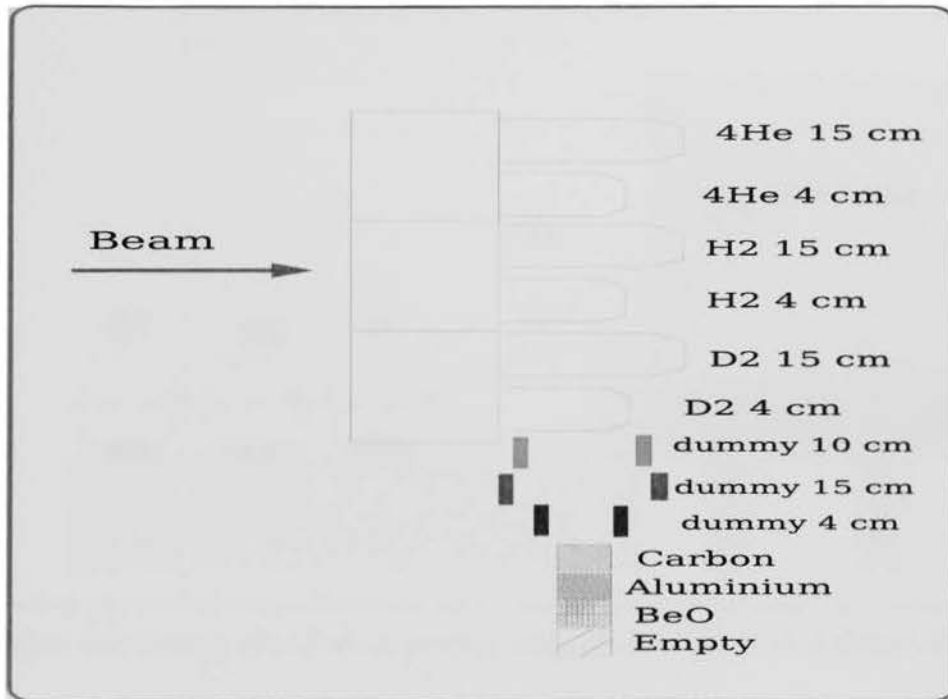 4He 15 cm
4He 4 cm
Beam
H2 15 cm
H2 4 cm
D2 15 cm
D2 4 cm
dummy 10 cm
dummy 15 cm
dummy 4 cm
Carbon
Aluminium
BeO
Empty